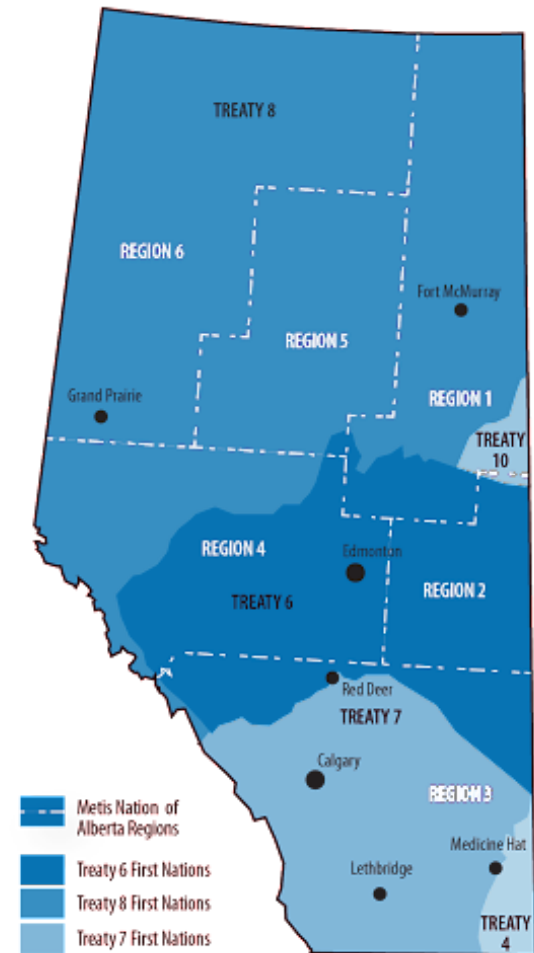 TREATY 8
REGION 6
Fort McMurray
REGION 5
Grand Prairie
REGION 1
TREATY
10
REGION 4
Edmonton
REGION 2
TREATY 6
Red Deer
TREATY 7
Calgary
REGION 3
Medicine Hat
Lethbridge
TREATY
4
Metis Nation of
Alberta Regions
Treaty 6 First Nations
Treaty 8 First Nations
Treaty 7 First Nations